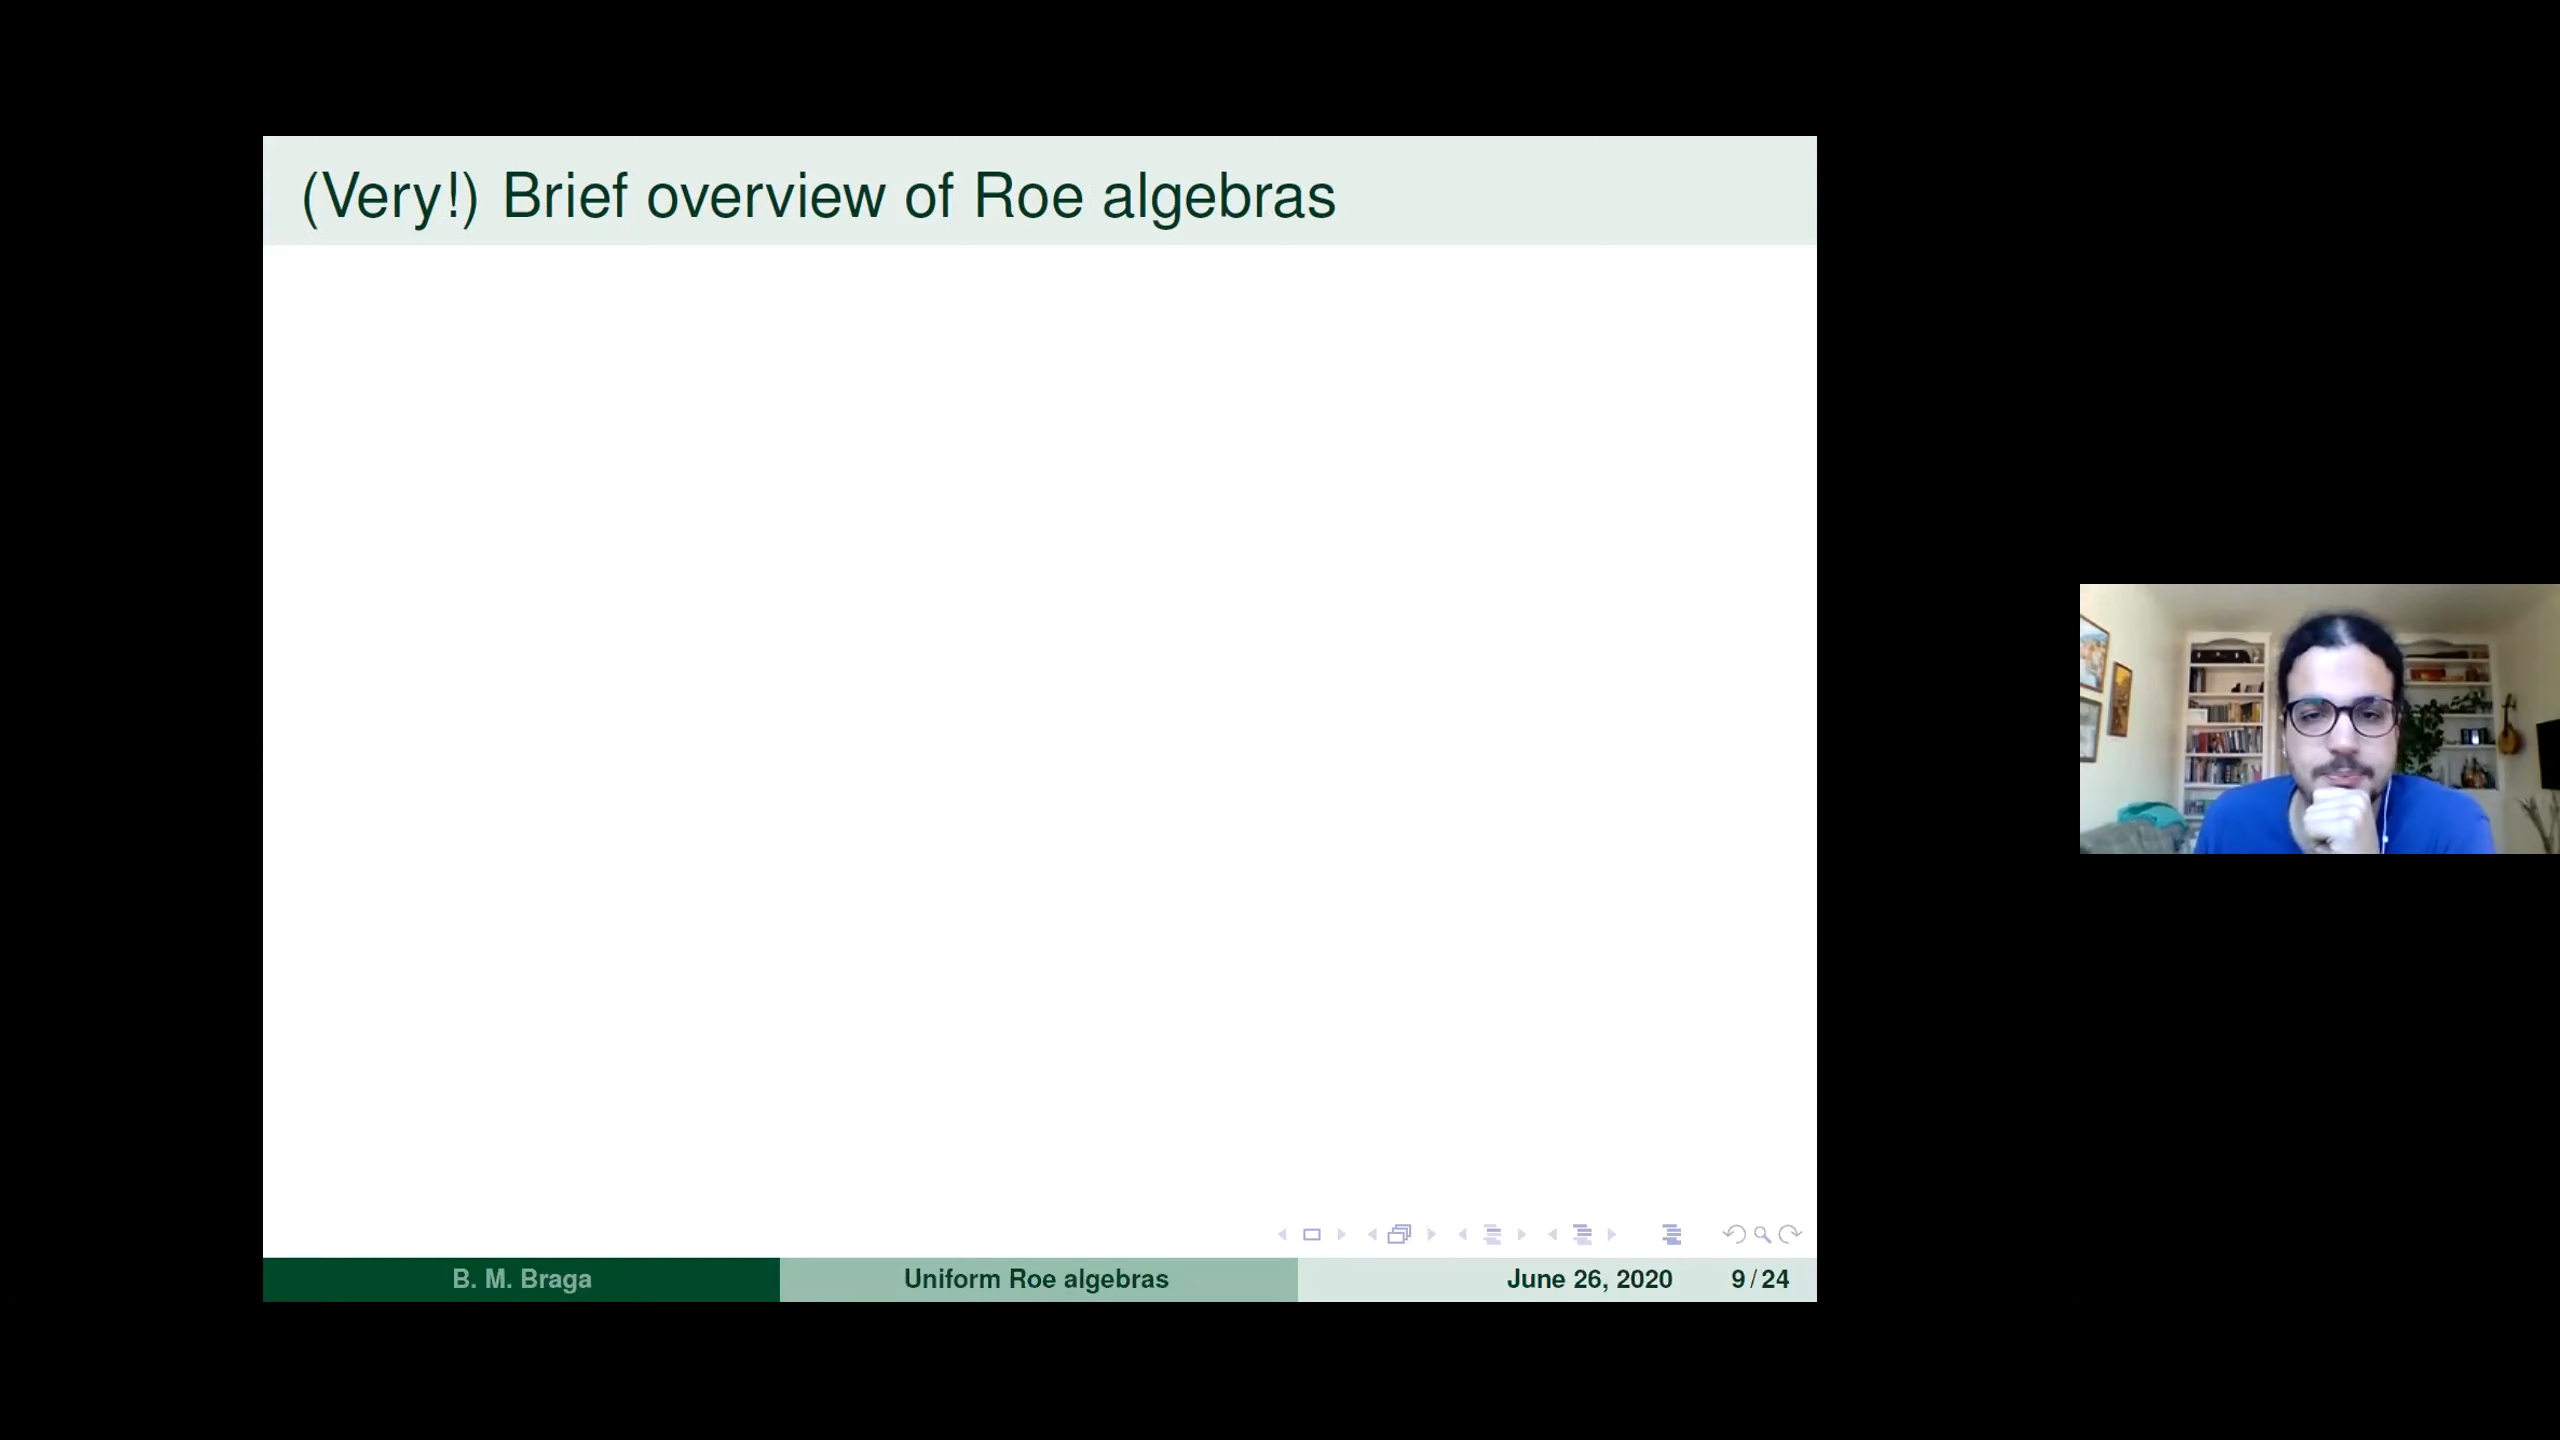 (Very!) Brief overview of Roe algebras
B. M. Braga
Uniform Roe algebras
June 26, 2020
9 / 24